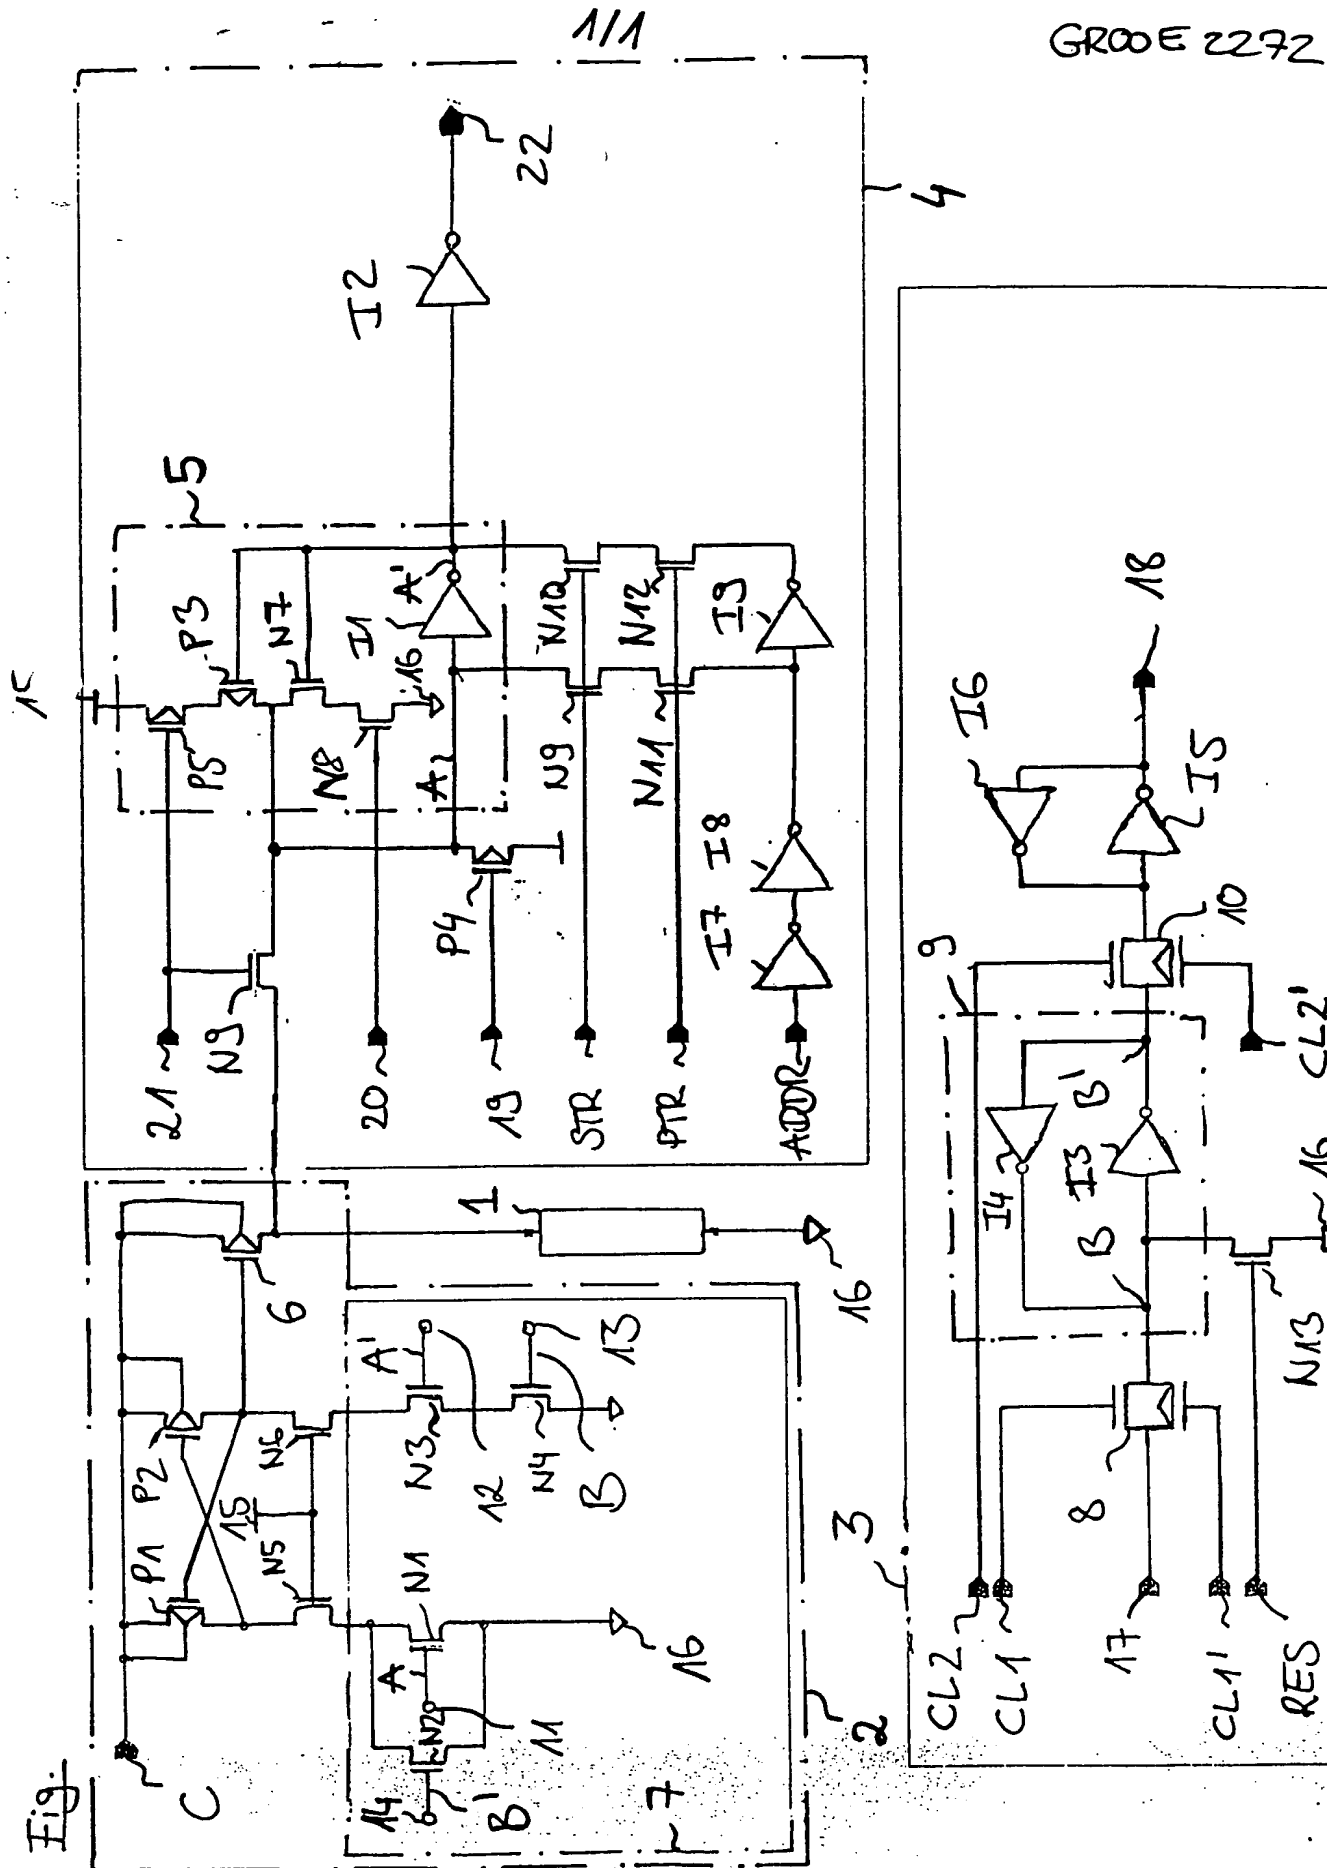 1/1
GROOE 2272
Fig.
C
P1
P2
6
N5
15
N6
A
N1
N2
11
14
B'
7
16
N3
A'
12
N4
B
13
2
1
16
4
5
15
21
N9
P5
P3
N7
N8
20
A
I1
16
A'
I2
22
P4
19
STR
N9
N10
PTR
N11
N12
ADDR
I7
I8
I9
3
CL2
CL1
17
CL1'
RES
8
9
B
I4
I3
B'
N13
16
10
CL2'
I6
I5
18